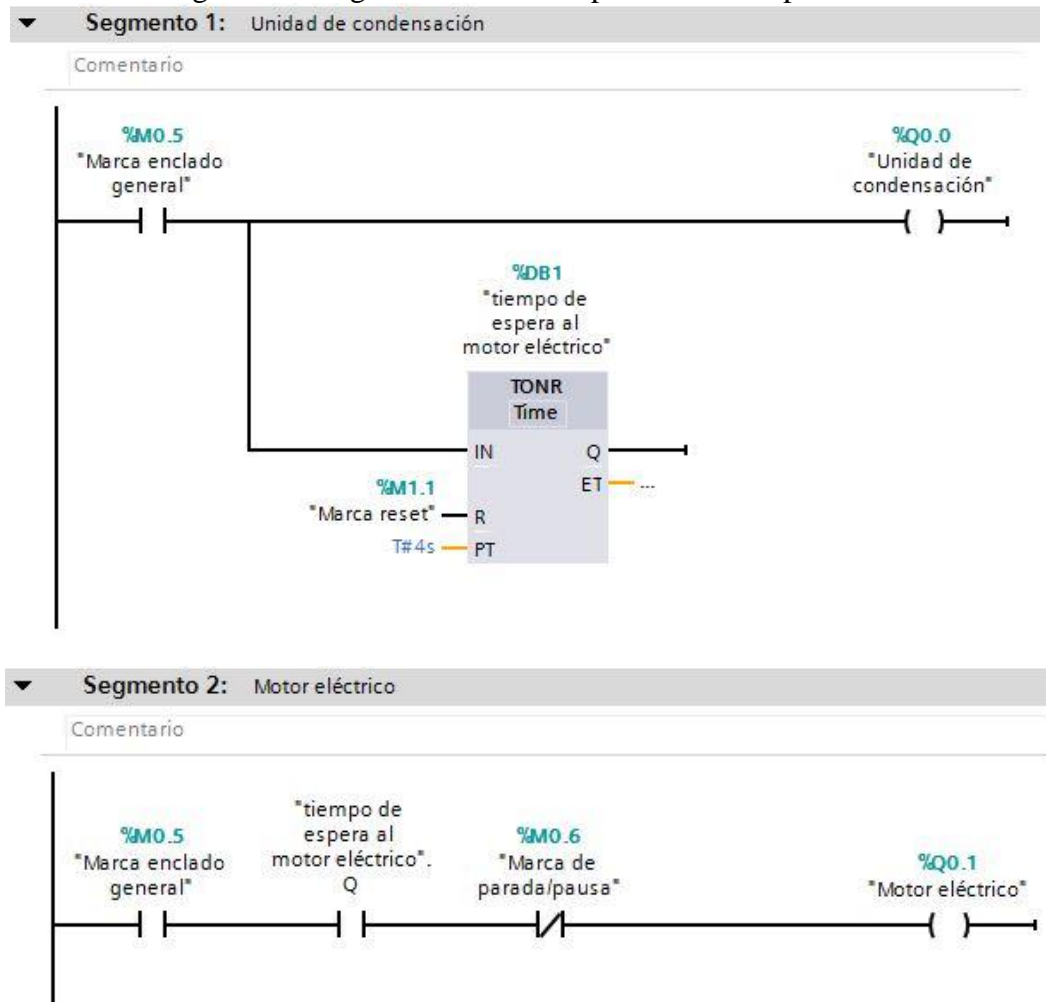 Segmento 1: Unidad de condensación
Comentario
%M0.5
"Marca enclado
general"
%Q0.0
"Unidad de
condensación"
%DB1
"tiempo de
espera al
motor eléctrico"
TONR
Time
IN Q
%M1.1 ET ...
"Marca reset" R
T#4s PT
Segmento 2: Motor eléctrico
Comentario
%M0.5
"Marca enclado
general"
"tiempo de
espera al
motor eléctrico".
Q
%M0.6
"Marca de
parada/pausa"
%Q0.1
"Motor eléctrico"